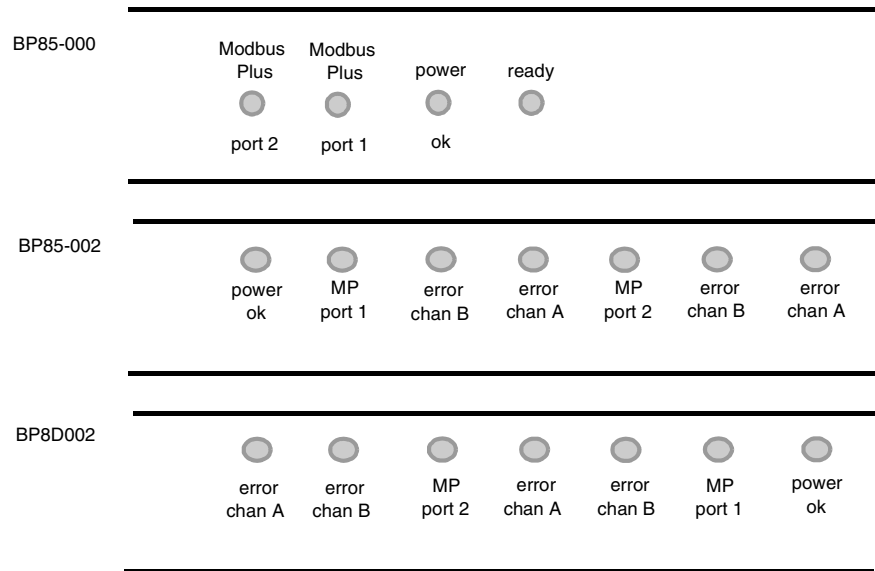 BP85-000
Modbus Modbus
Plus Plus power ready
port 2 port 1 ok
BP85-002
power MP error error MP error error
ok port 1 chan B chan A port 2 chan B chan A
BP8D002
error error MP error error MP power
chan A chan B port 2 chan A chan B port 1 ok